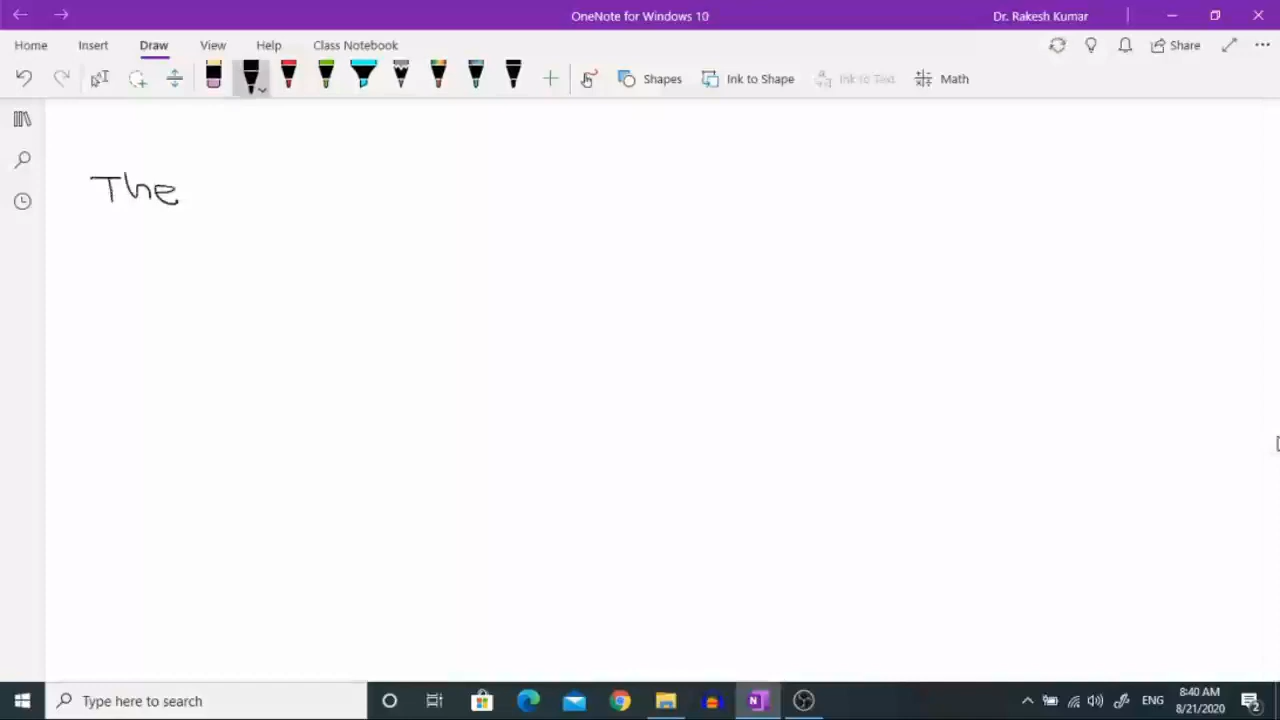 OneNote for Windows 10
Dr. Rakesh Kumar
Home Insert Draw View Help Class Notebook
Share
Shapes Ink to Shape Ink to Text Math
The
Type here to search
ENG
8:40 AM
8/21/2020
2